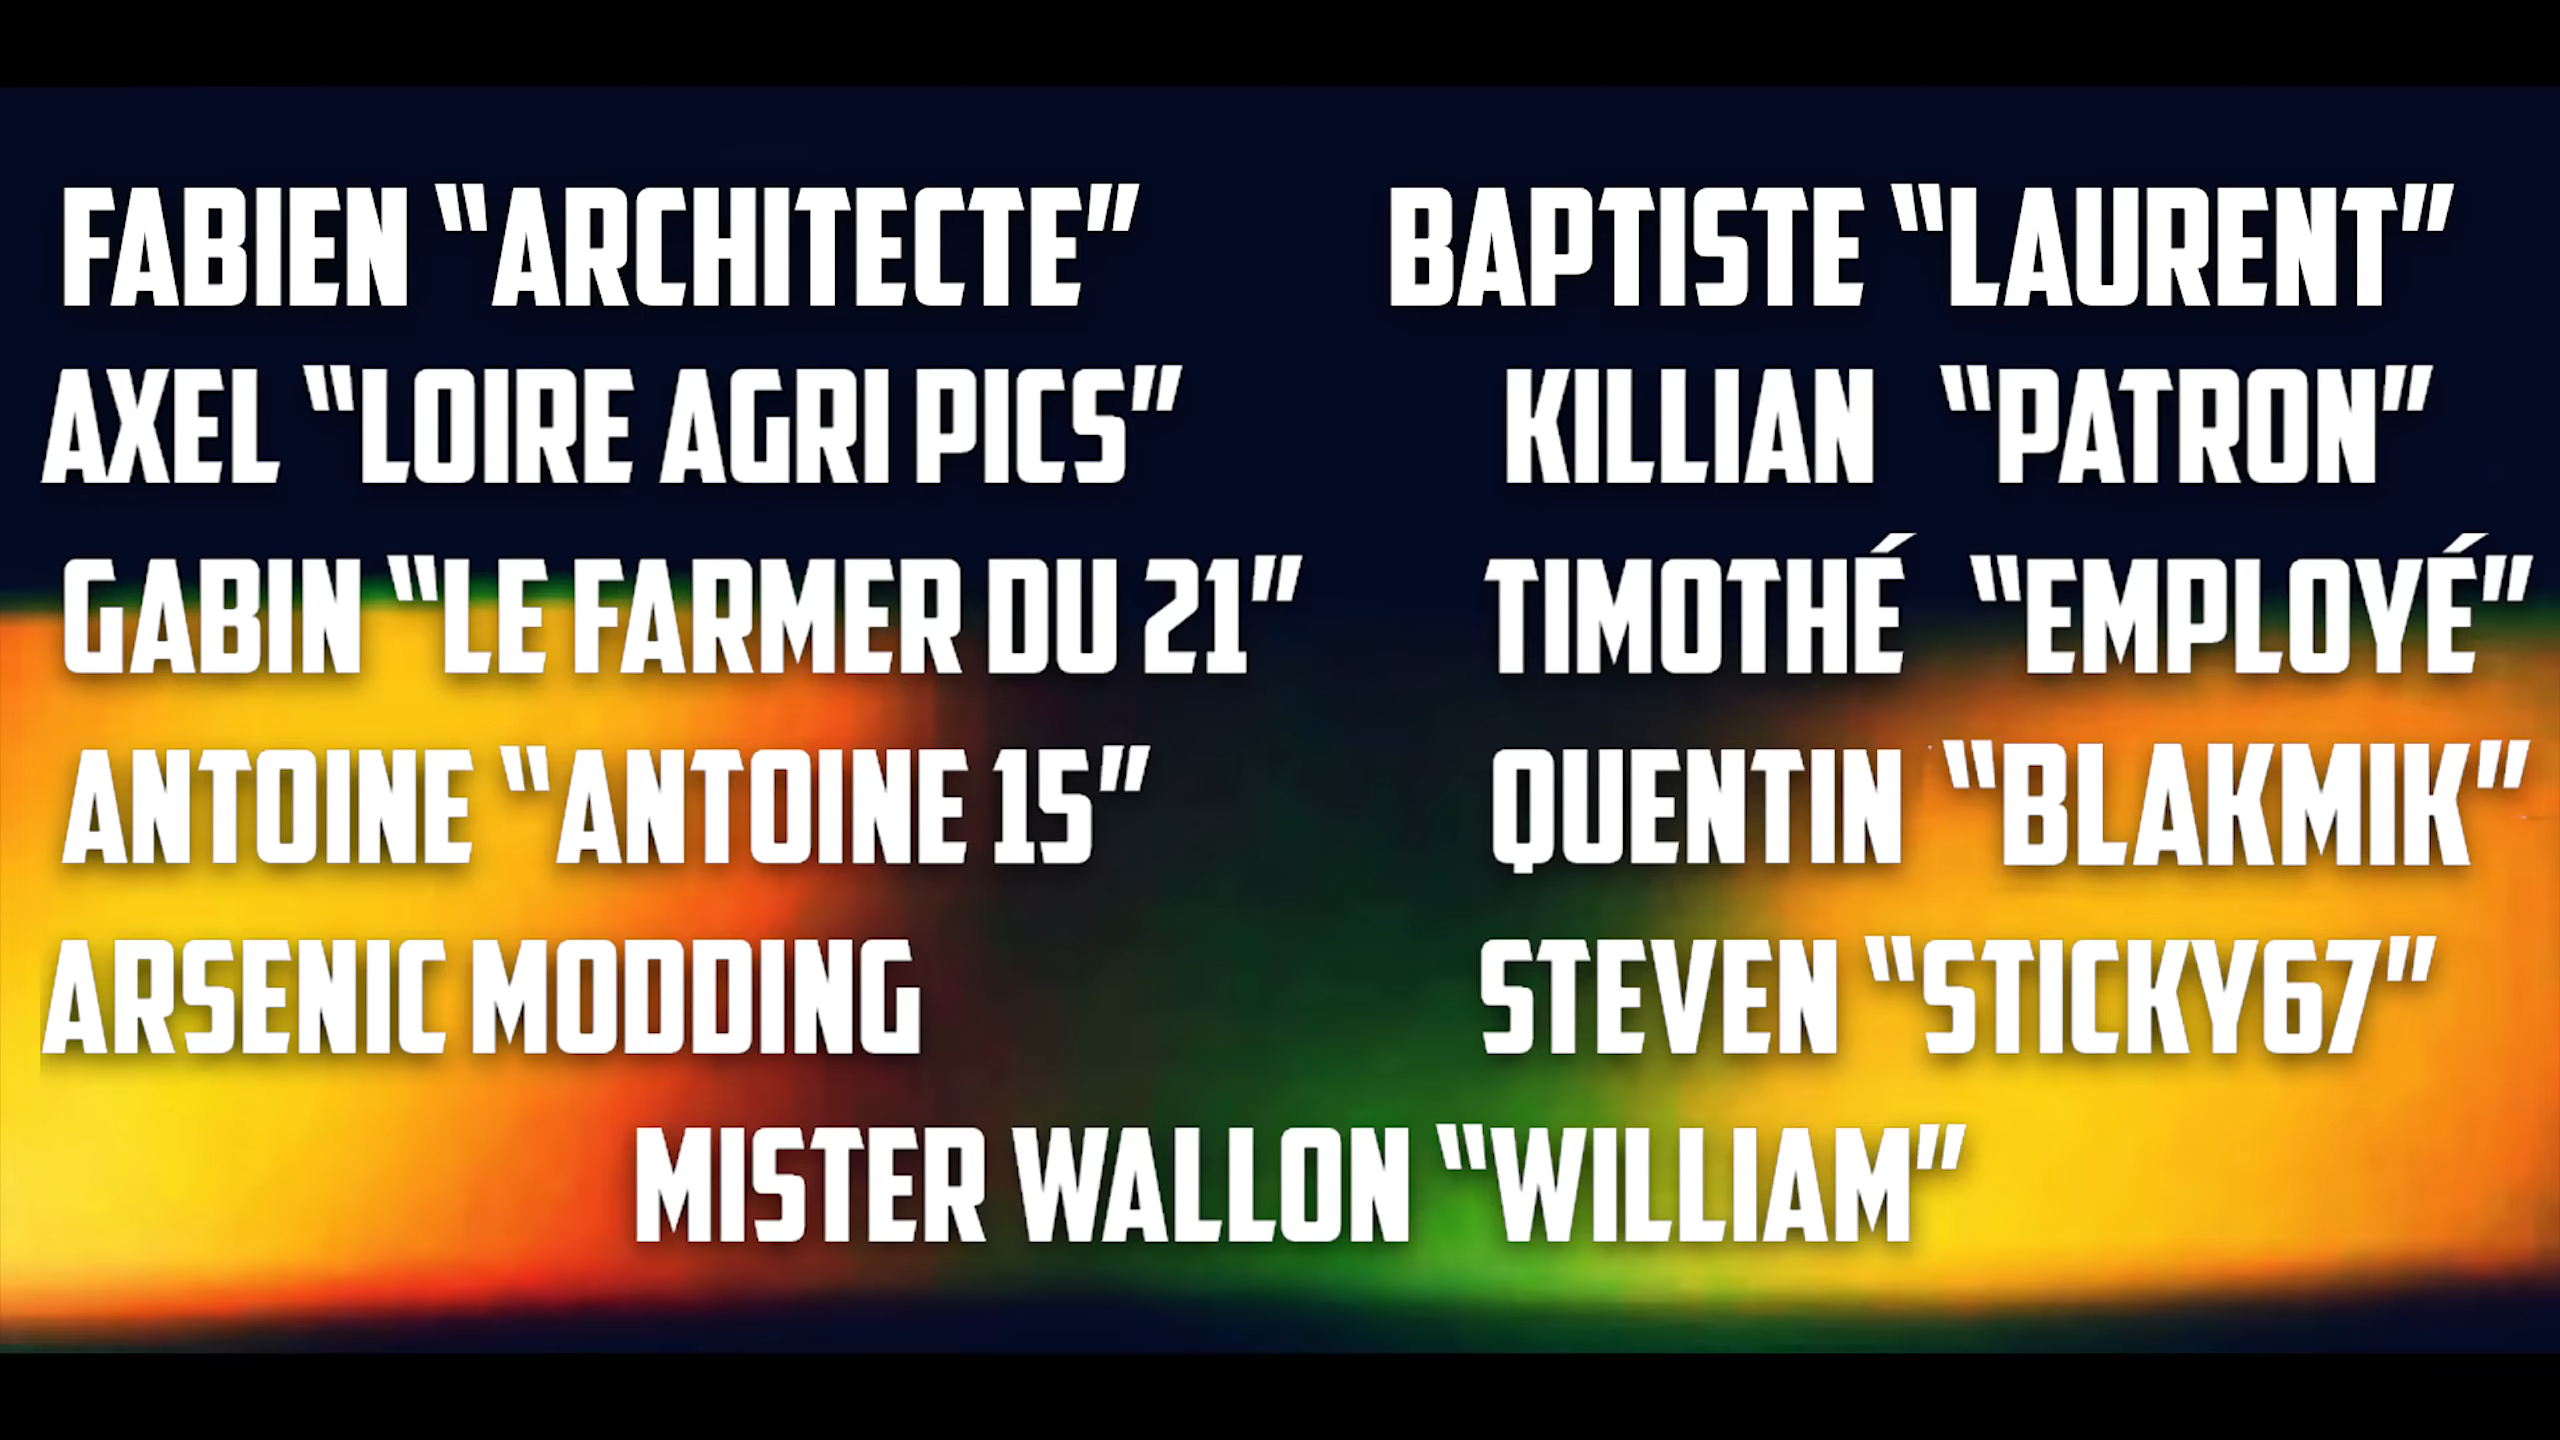 FABIEN “ARCHITECTE” BAPTISTE “LAURENT”
AXEL “LOIRE AGRI PICS” KILLIAN “PATRON”
GABIN “LE FARMER DU 21” TIMOTHÉ “EMPLOYÉ”
ANTOINE “ANTOINE 15” QUENTIN “BLAKMIK”
ARSENIC MODDING STEVEN “STICKY67”
MISTER WALLON “WILLIAM”